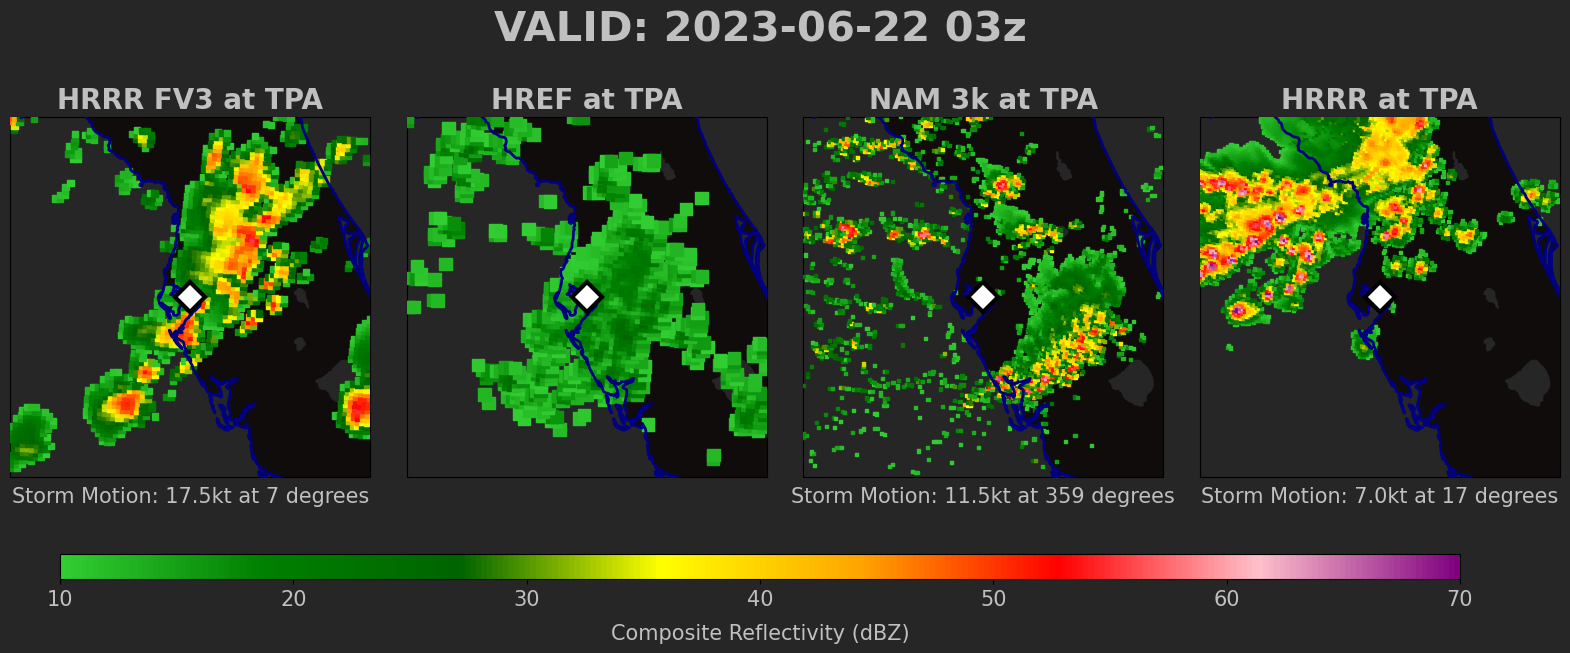 VALID: 2023-06-22 03z
HRRR FV3 at TPA
HREF at TPA
NAM 3k at TPA
HRRR at TPA
Storm Motion: 17.5kt at 7 degrees
Storm Motion: 11.5kt at 359 degrees
Storm Motion: 7.0kt at 17 degrees
10 20 30 40 50 60 70
Composite Reflectivity (dBZ)